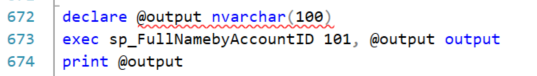 672 declare @output nvarchar(100)
673 exec sp_FullNamebyAccountID 101, @output output
674 print @output